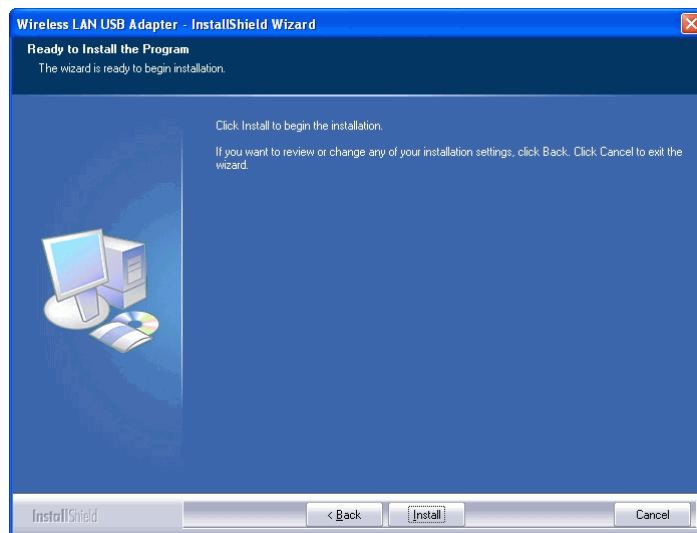 Wireless LAN USB Adapter - InstallShield Wizard
Ready to Install the Program
The wizard is ready to begin installation.
Click Install to begin the installation.
If you want to review or change any of your installation settings, click Back. Click Cancel to exit the
wizard.
InstallShield
< Back
Install
Cancel